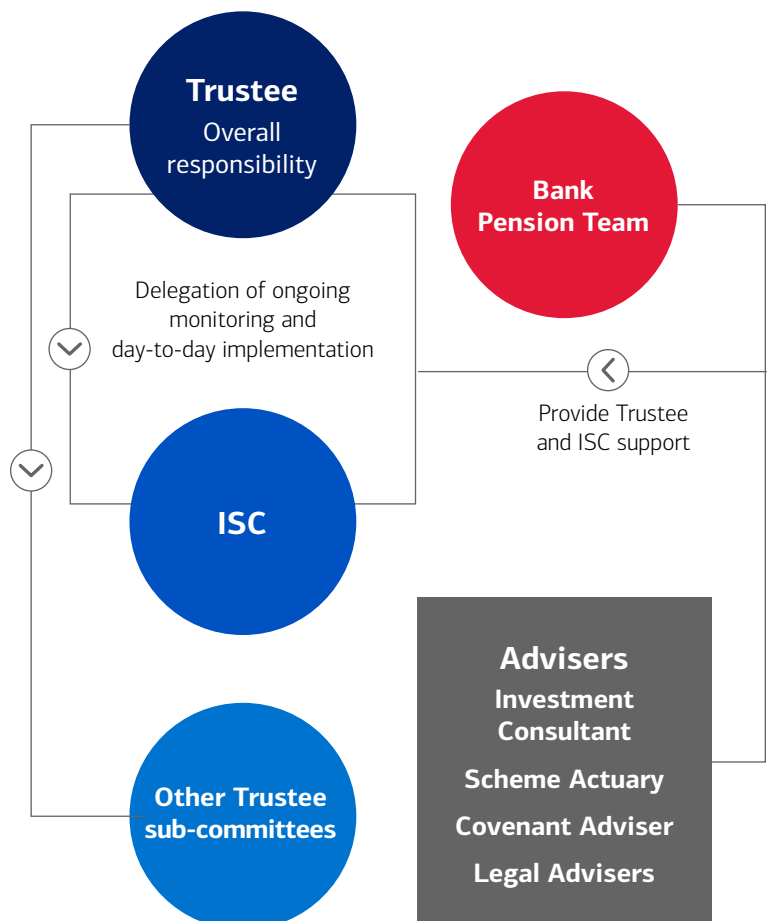 Trustee
Overall
responsibility
Bank
Pension Team
Delegation of ongoing
monitoring and
day-to-day implementation
Provide Trustee
and ISC support
ISC
Advisers
Investment
Consultant
Scheme Actuary
Covenant Adviser
Legal Advisers
Other Trustee
sub-committees